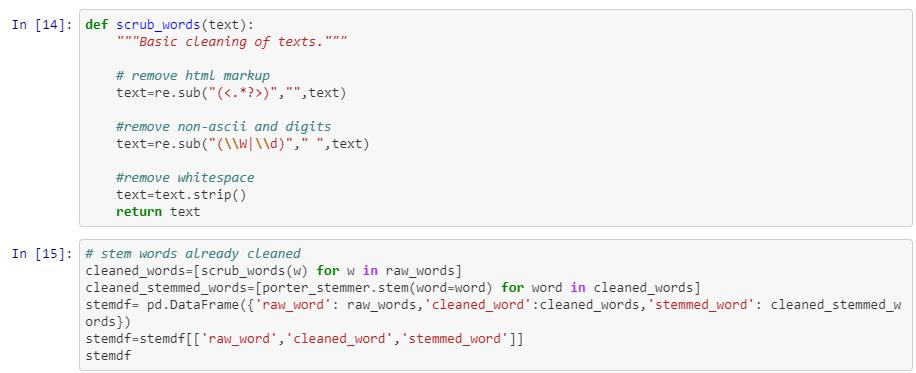 In [14]: def scrub_words(text):
    """Basic cleaning of texts."""

    # remove html markup
    text=re.sub("(<.*?>)","",text)

    #remove non-ascii and digits
    text=re.sub("(\\W|\\d)"," ",text)

    #remove whitespace
    text=text.strip()
    return text

In [15]: # stem words already cleaned
cleaned_words=[scrub_words(w) for w in raw_words]
cleaned_stemmed_words=[porter_stemmer.stem(word=word) for word in cleaned_words]
stemdf= pd.DataFrame({'raw_word': raw_words,'cleaned_word':cleaned_words,'stemmed_word': cleaned_stemmed_w
ords})
stemdf=stemdf[['raw_word','cleaned_word','stemmed_word']]
stemdf